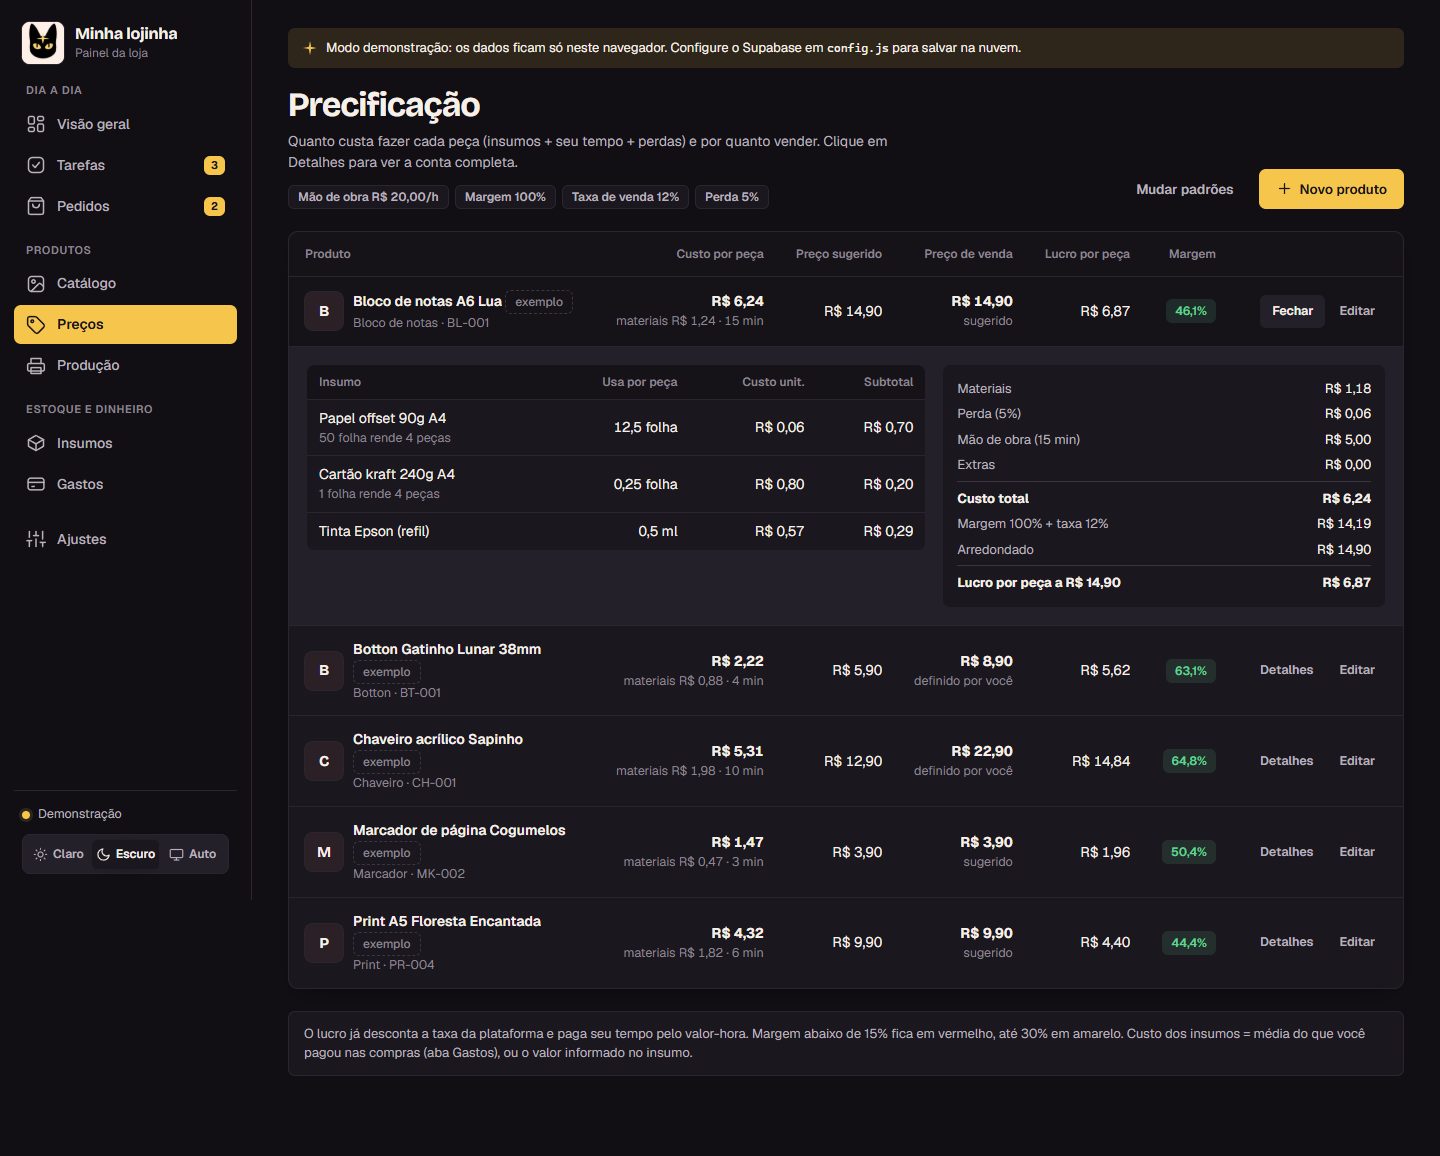 Minha lojinha
Painel da loja
DIA A DIA
Visão geral
Tarefas 3
Pedidos 2
PRODUTOS
Catálogo
Preços
Produção
ESTOQUE E DINHEIRO
Insumos
Gastos
Ajustes
Demonstração
Claro Escuro Auto
Modo demonstração: os dados ficam só neste navegador. Configure o Supabase em config.js para salvar na nuvem.
Precificação
Quanto custa fazer cada peça (insumos + seu tempo + perdas) e por quanto vender. Clique em
Detalhes para ver a conta completa.
Mão de obra R$ 20,00/h Margem 100% Taxa de venda 12% Perda 5%
Mudar padrões + Novo produto
Produto Custo por peça Preço sugerido Preço de venda Lucro por peça Margem
B Bloco de notas A6 Lua exemplo
Bloco de notas · BL-001
R$ 6,24
materiais R$ 1,24 · 15 min
R$ 14,90
R$ 14,90
sugerido
R$ 6,87
46,1%
Fechar Editar
Insumo Usa por peça Custo unit. Subtotal
Papel offset 90g A4
50 folha rende 4 peças
12,5 folha R$ 0,06 R$ 0,70
Cartão kraft 240g A4
1 folha rende 4 peças
0,25 folha R$ 0,80 R$ 0,20
Tinta Epson (refil) 0,5 ml R$ 0,57 R$ 0,29
Materiais R$ 1,18
Perda (5%) R$ 0,06
Mão de obra (15 min) R$ 5,00
Extras R$ 0,00
Custo total R$ 6,24
Margem 100% + taxa 12% R$ 14,19
Arredondado R$ 14,90
Lucro por peça a R$ 14,90 R$ 6,87
B Botton Gatinho Lunar 38mm
exemplo
Botton · BT-001
R$ 2,22
materiais R$ 0,88 · 4 min
R$ 5,90
R$ 8,90
definido por você
R$ 5,62
63,1%
Detalhes Editar
C Chaveiro acrílico Sapinho
exemplo
Chaveiro · CH-001
R$ 5,31
materiais R$ 1,98 · 10 min
R$ 12,90
R$ 22,90
definido por você
R$ 14,84
64,8%
Detalhes Editar
M Marcador de página Cogumelos
exemplo
Marcador · MK-002
R$ 1,47
materiais R$ 0,47 · 3 min
R$ 3,90
R$ 3,90
sugerido
R$ 1,96
50,4%
Detalhes Editar
P Print A5 Floresta Encantada
exemplo
Print · PR-004
R$ 4,32
materiais R$ 1,82 · 6 min
R$ 9,90
R$ 9,90
sugerido
R$ 4,40
44,4%
Detalhes Editar
O lucro já desconta a taxa da plataforma e paga seu tempo pelo valor-hora. Margem abaixo de 15% fica em vermelho, até 30% em amarelo. Custo dos insumos = média do que você
pagou nas compras (aba Gastos), ou o valor informado no insumo.